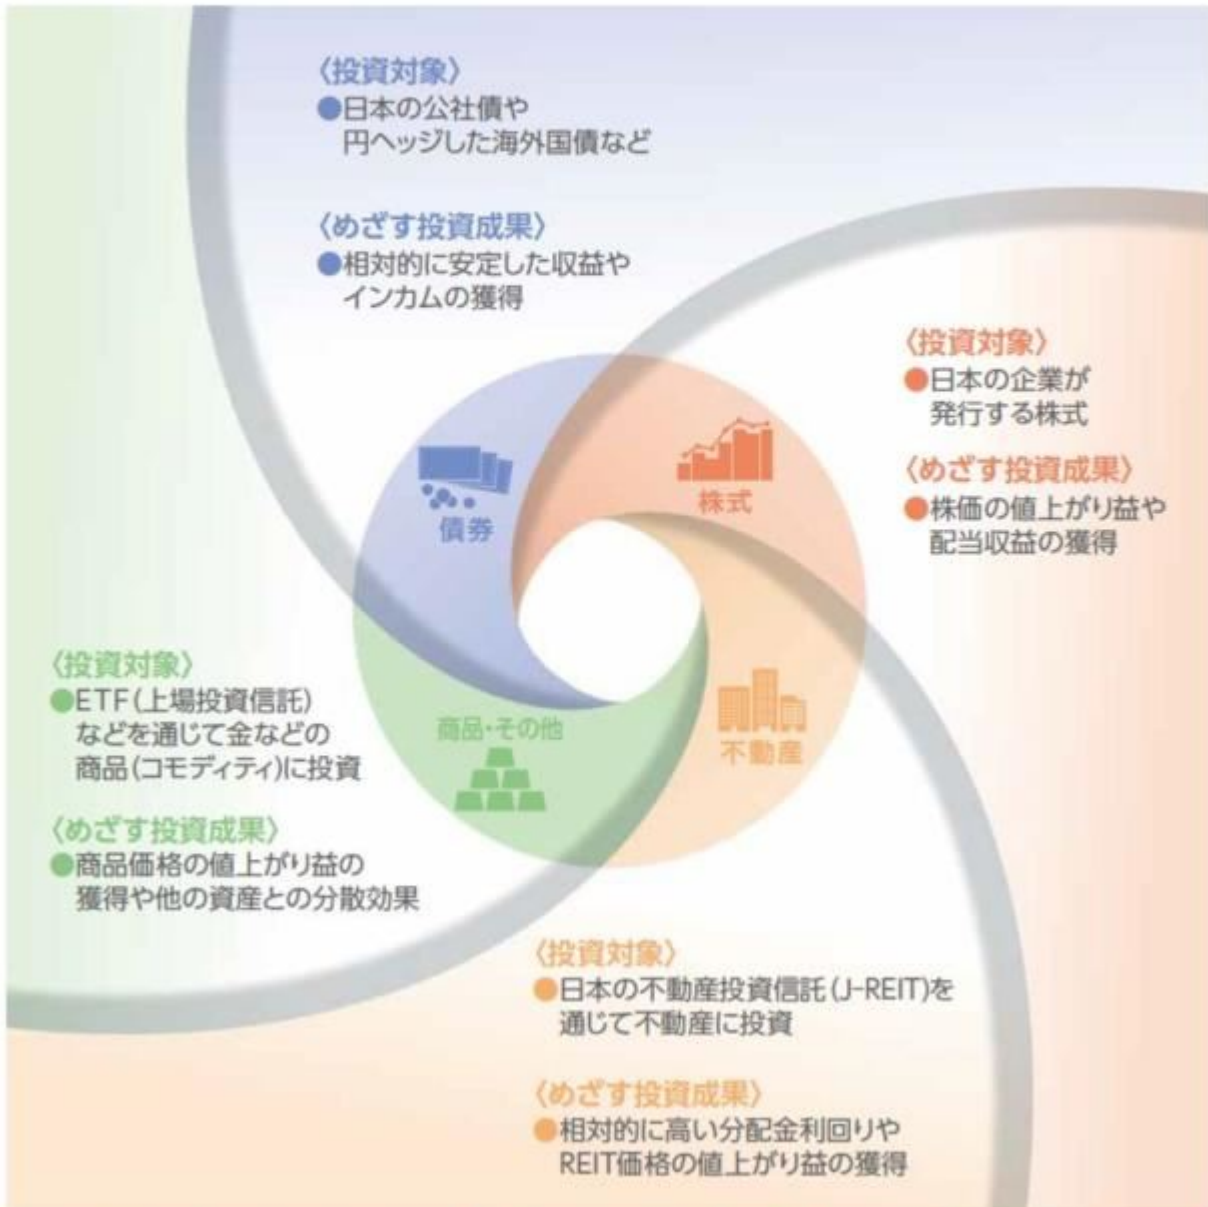 〈投資対象〉
●日本の公社債や
円ヘッジした海外国債など
〈めざす投資成果〉
●相対的に安定した収益や
インカムの獲得
〈投資対象〉
●日本の企業が
発行する株式
〈めざす投資成果〉
●株価の値上がり益や
配当収益の獲得
債券
株式
〈投資対象〉
●ETF(上場投資信託)
などを通じて金などの
商品(コモディティ)に投資
〈めざす投資成果〉
●商品価格の値上がり益の
獲得や他の資産との分散効果
商品・その他
不動産
〈投資対象〉
●日本の不動産投資信託(J-REIT)を
通じて不動産に投資
〈めざす投資成果〉
●相対的に高い分配金利回りや
REIT価格の値上がり益の獲得